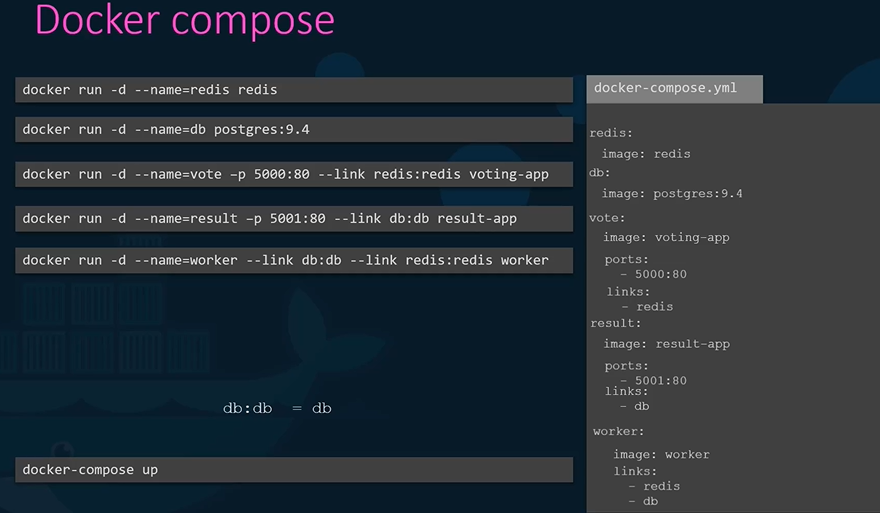 Docker compose
docker run -d --name=redis redis
docker run -d --name=db postgres:9.4
docker run -d --name=vote –p 5000:80 --link redis:redis voting-app
docker run -d --name=result –p 5001:80 --link db:db result-app
docker run -d --name=worker --link db:db --link redis:redis worker
db:db = db
docker-compose up
docker-compose.yml
redis:
image: redis
db:
image: postgres:9.4
vote:
image: voting-app
ports:
- 5000:80
links:
- redis
result:
image: result-app
ports:
- 5001:80
links:
- db
worker:
image: worker
links:
- redis
- db